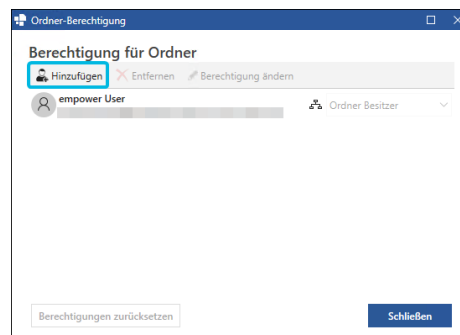 Ordner-Berechtigung
Berechtigung für Ordner
Hinzufügen Entfernen Berechtigung ändern
empower User
Ordner Besitzer
Berechtigungen zurücksetzen Schließen